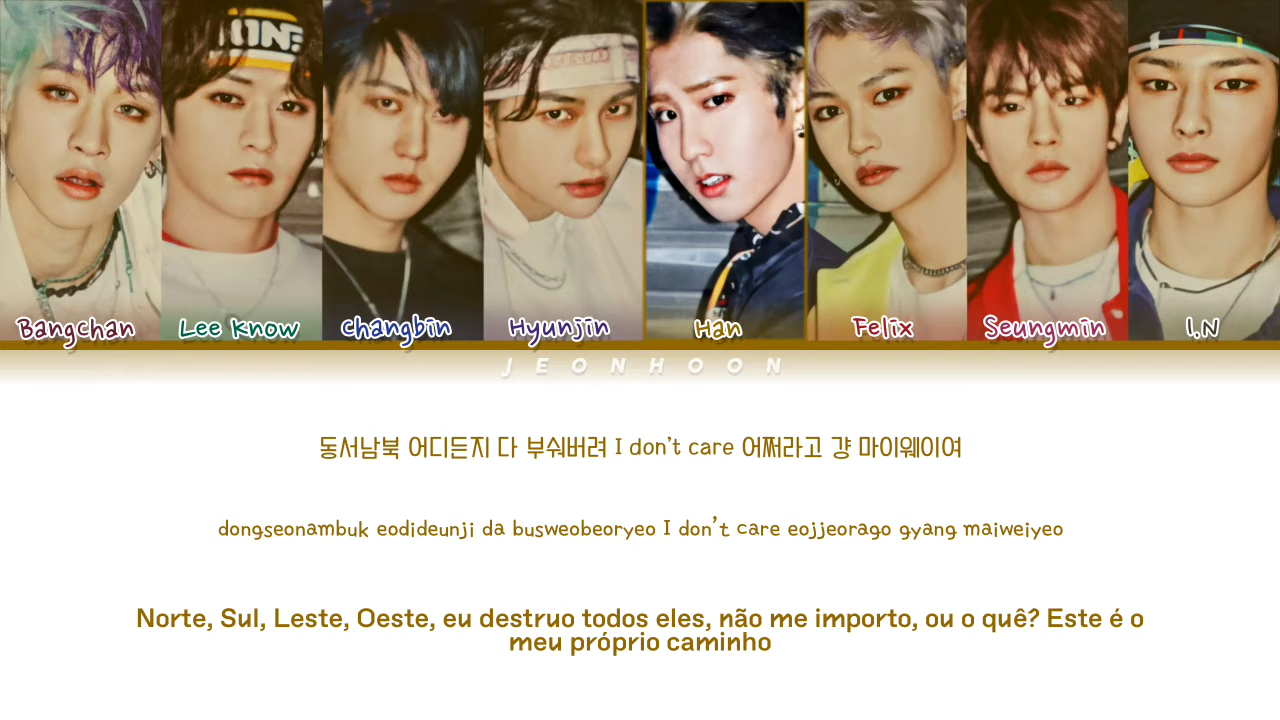 Bangchan
Lee Know
Changbin
Hyunjin
Han
Felix
Seungmin
I.N
JEONHOON
동서남북 어디든지 다 부숴버려 I don't care 어쩌라고 걍 마이웨이여
dongseonambuk eodideunji da busweobeoryeo I don't care eojjeorago gyang maiweiyeo
Norte, Sul, Leste, Oeste, eu destruo todos eles, não me importo, ou o quê? Este é o
meu próprio caminho